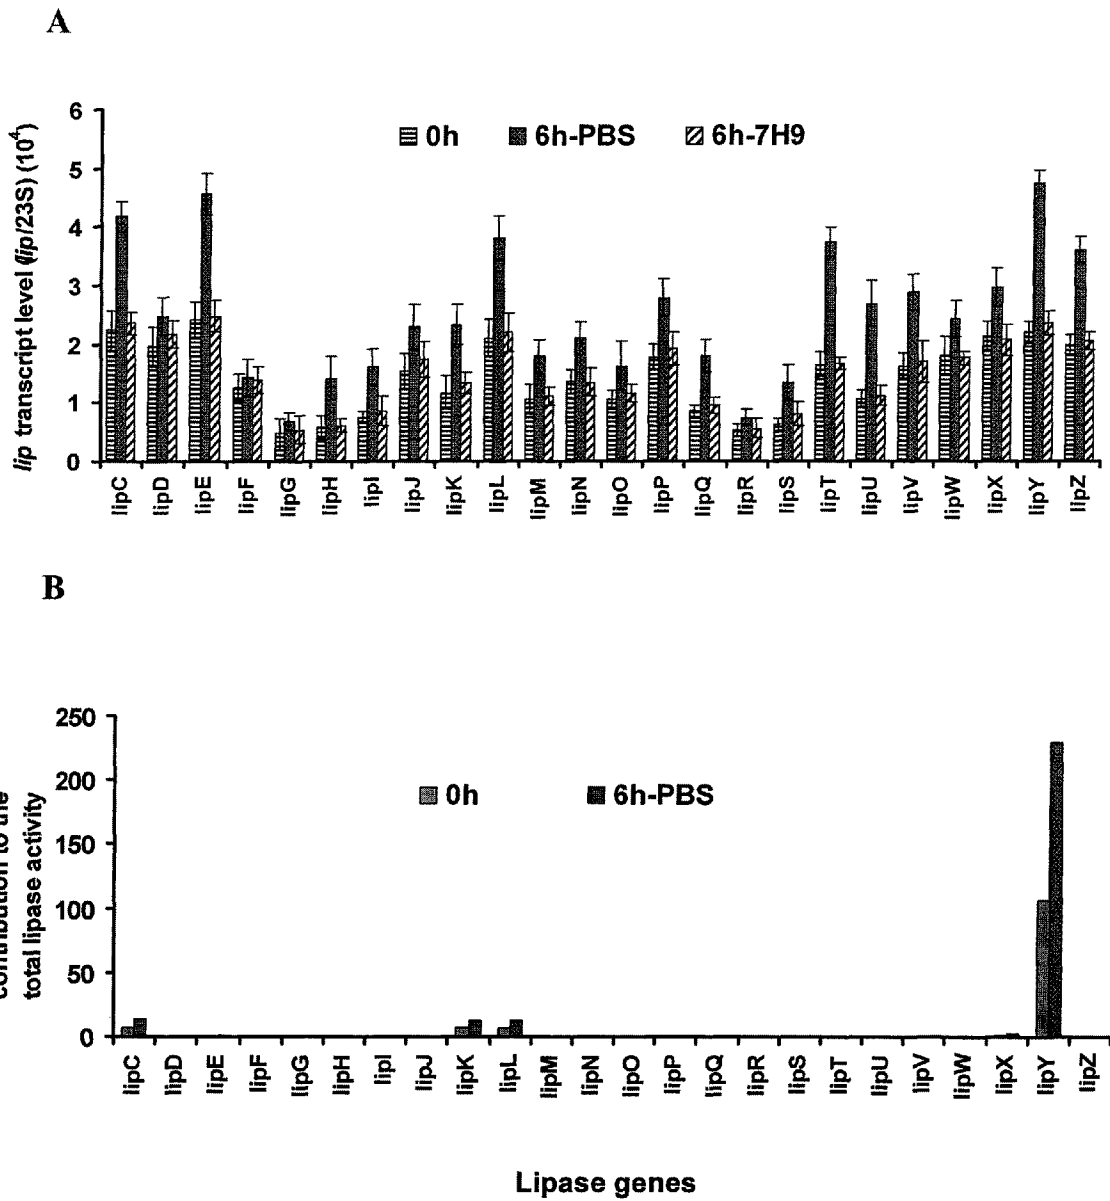 A
lip transcript level (lip/23S) (10⁴)
6
5
4
3
2
1
0
0h 6h-PBS 6h-7H9
lipC lipD lipE lipF lipG lipH lipI lipJ lipK lipL lipM lipN lipO lipP lipQ lipR lipS lipT lipU lipV lipW lipX lipY lipZ
B
contribution to the
total lipase activity
250
200
150
100
50
0
0h 6h-PBS
lipC lipD lipE lipF lipG lipH lipI lipJ lipK lipL lipM lipN lipO lipP lipQ lipR lipS lipT lipU lipV lipW lipX lipY lipZ
Lipase genes